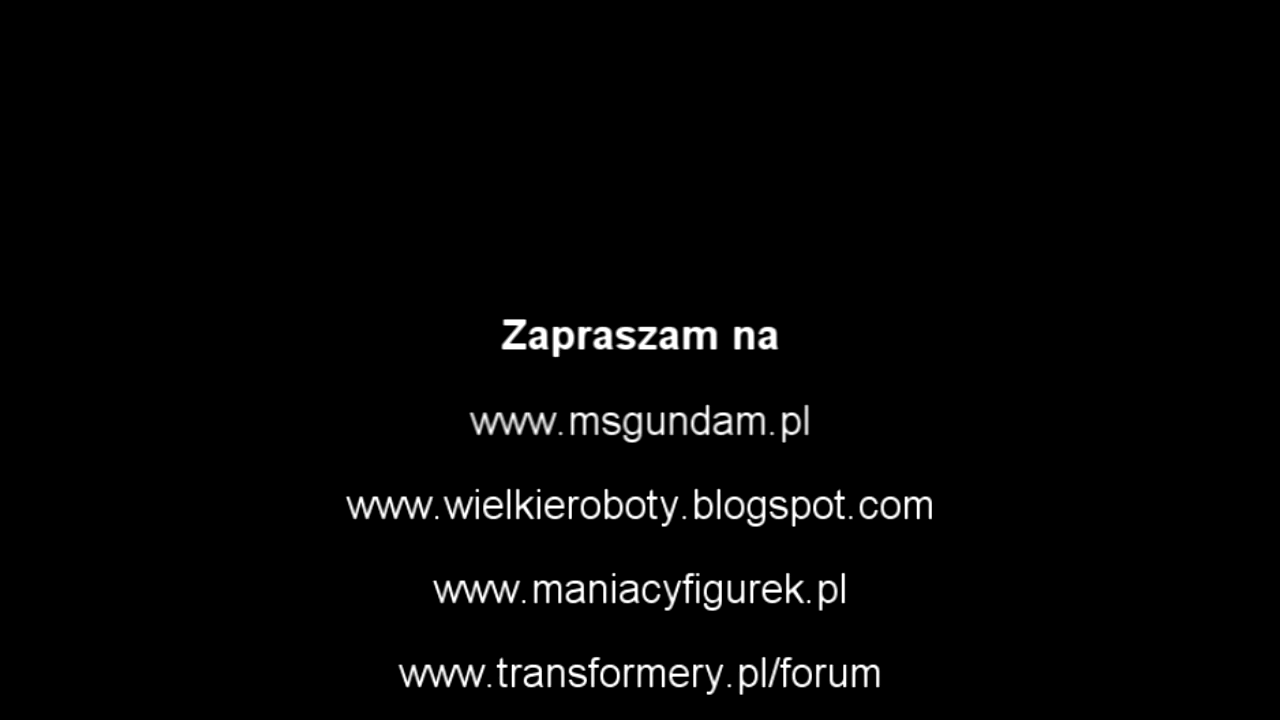 Zapraszam na
www.msgundam.pl
www.wielkieroboty.blogspot.com
www.maniacyfigurek.pl
www.transformery.pl/forum